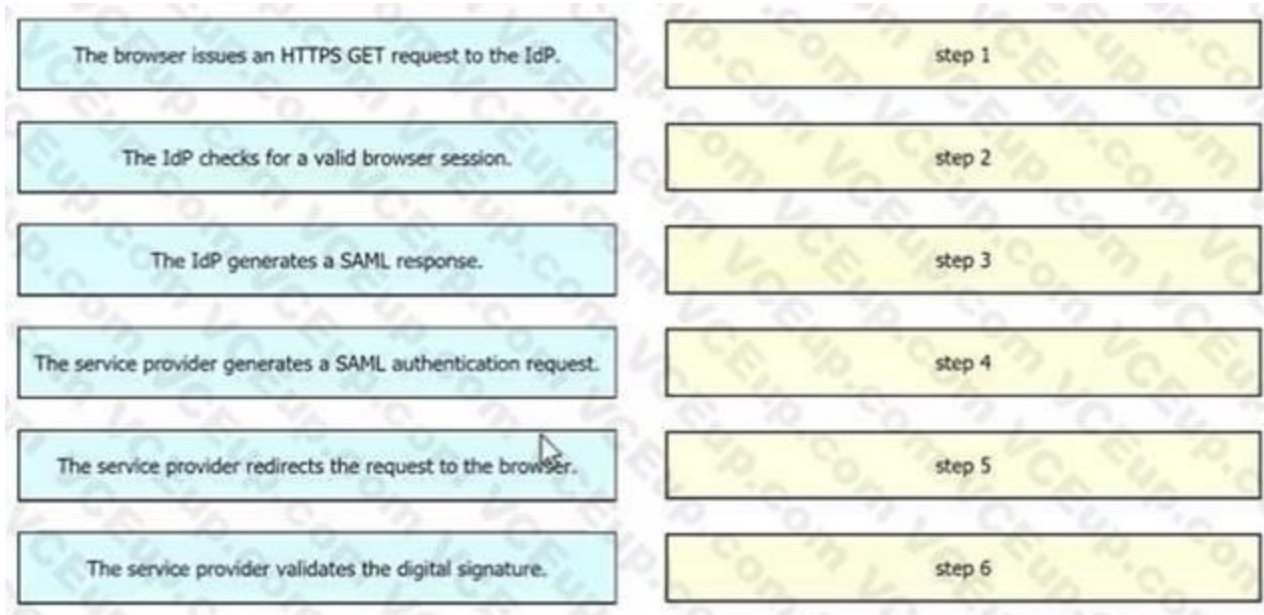 The browser issues an HTTPS GET request to the IdP.
step 1
The IdP checks for a valid browser session.
step 2
The IdP generates a SAML response.
step 3
The service provider generates a SAML authentication request.
step 4
The service provider redirects the request to the browser.
step 5
The service provider validates the digital signature.
step 6
VCEup.com